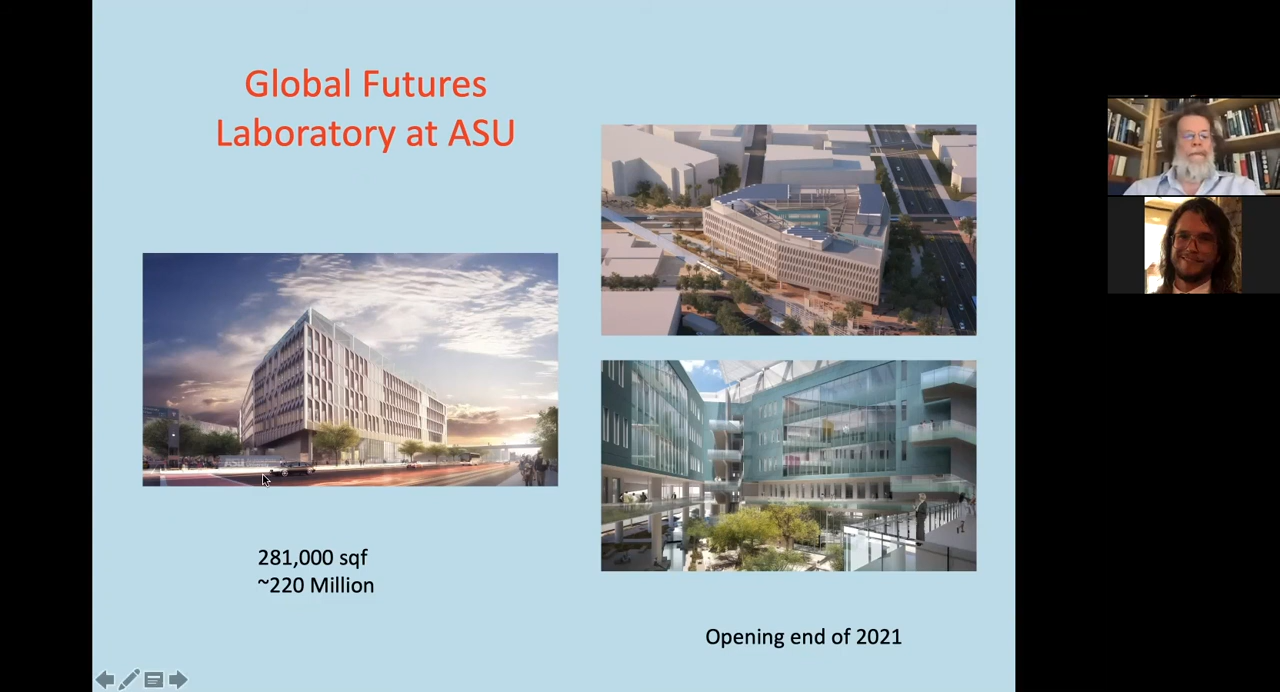 Global Futures
Laboratory at ASU
281,000 sqf
~220 Million
Opening end of 2021